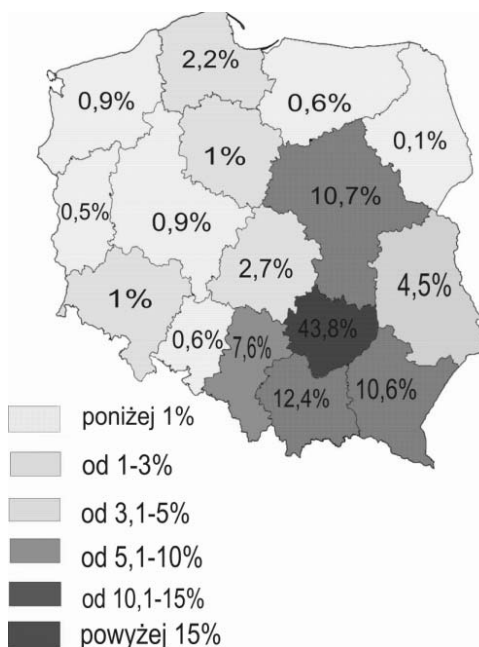 2,2%
0,9%
0,6%
0,1%
1%
10,7%
0,5%
0,9%
2,7%
4,5%
1%
43,8%
0,6%
7,6%
12,4%
10,6%
poniżej 1%
od 1-3%
od 3,1-5%
od 5,1-10%
od 10,1-15%
powyżej 15%